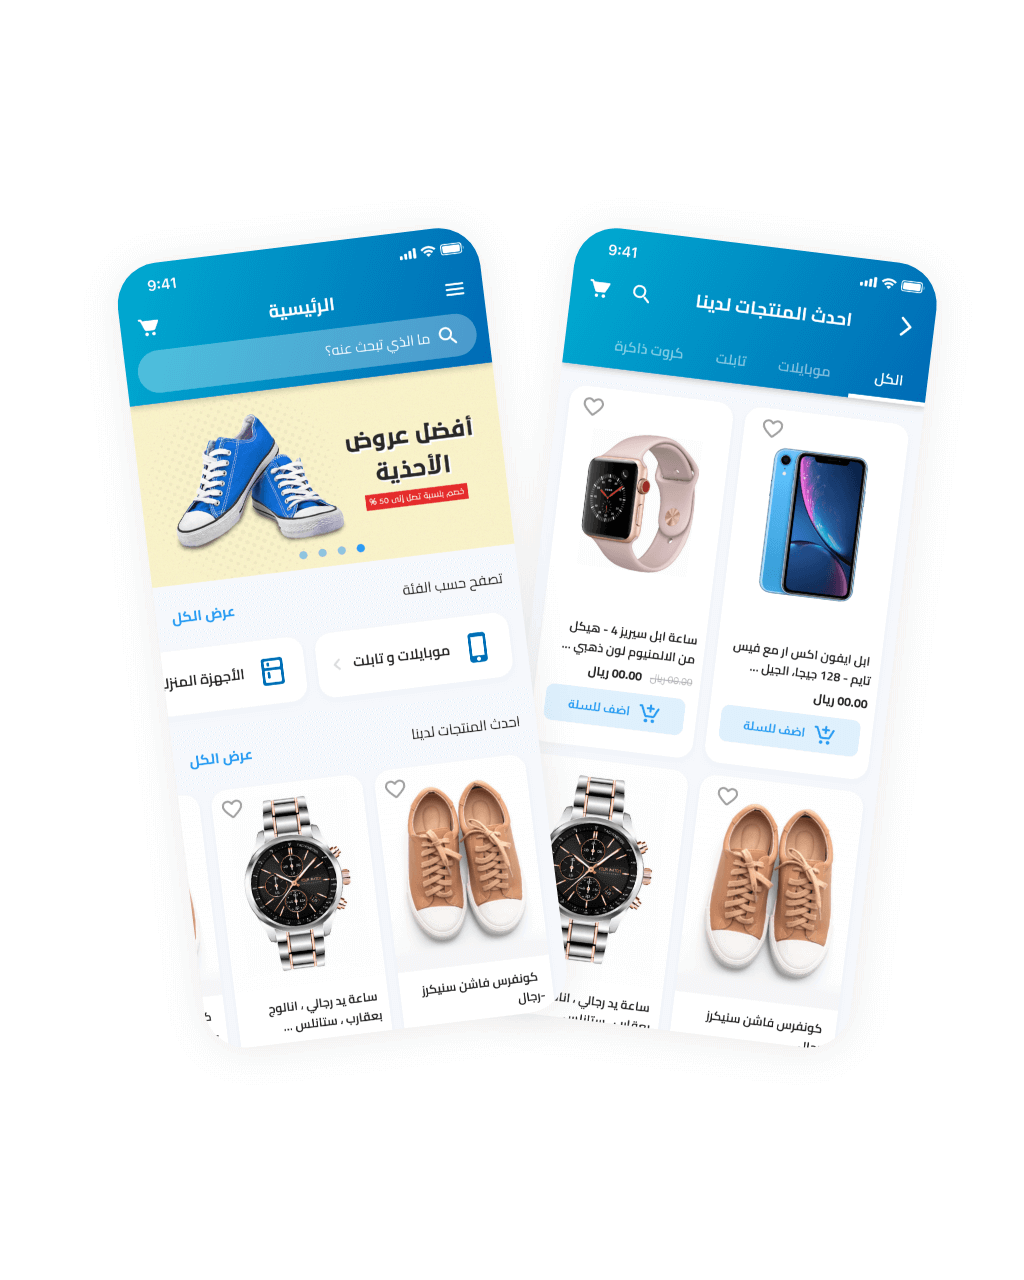 9:41
الرئيسية
ما الذي تبحث عنه؟
أفضل عروض
الأحذية
خصم بنسبة تصل إلى 50 %
تصفح حسب الفئة
عرض الكل
موبايلات و تابلت
الأجهزة المنزل
احدث المنتجات لدينا
عرض الكل
كونفرس فاشن سنيكرز
-رجال
ساعة يد رجالي ، انالوج
بعقارب ، ستانلس ...
9:41
احدث المنتجات لدينا
الكل
موبايلات
تابلت
كروت ذاكرة
ابل ايفون اكس ار مع فيس
تايم - 128 جيجا، الجيل ...
00.00 ريال
اضف للسلة
ساعة ابل سيريز 4 - هيكل
من الالمنيوم لون ذهبي ...
00.00 ريال
00.00 ريال
اضف للسلة
كونفرس فاشن سنيكرز
ساعة يد رجالي ، انا